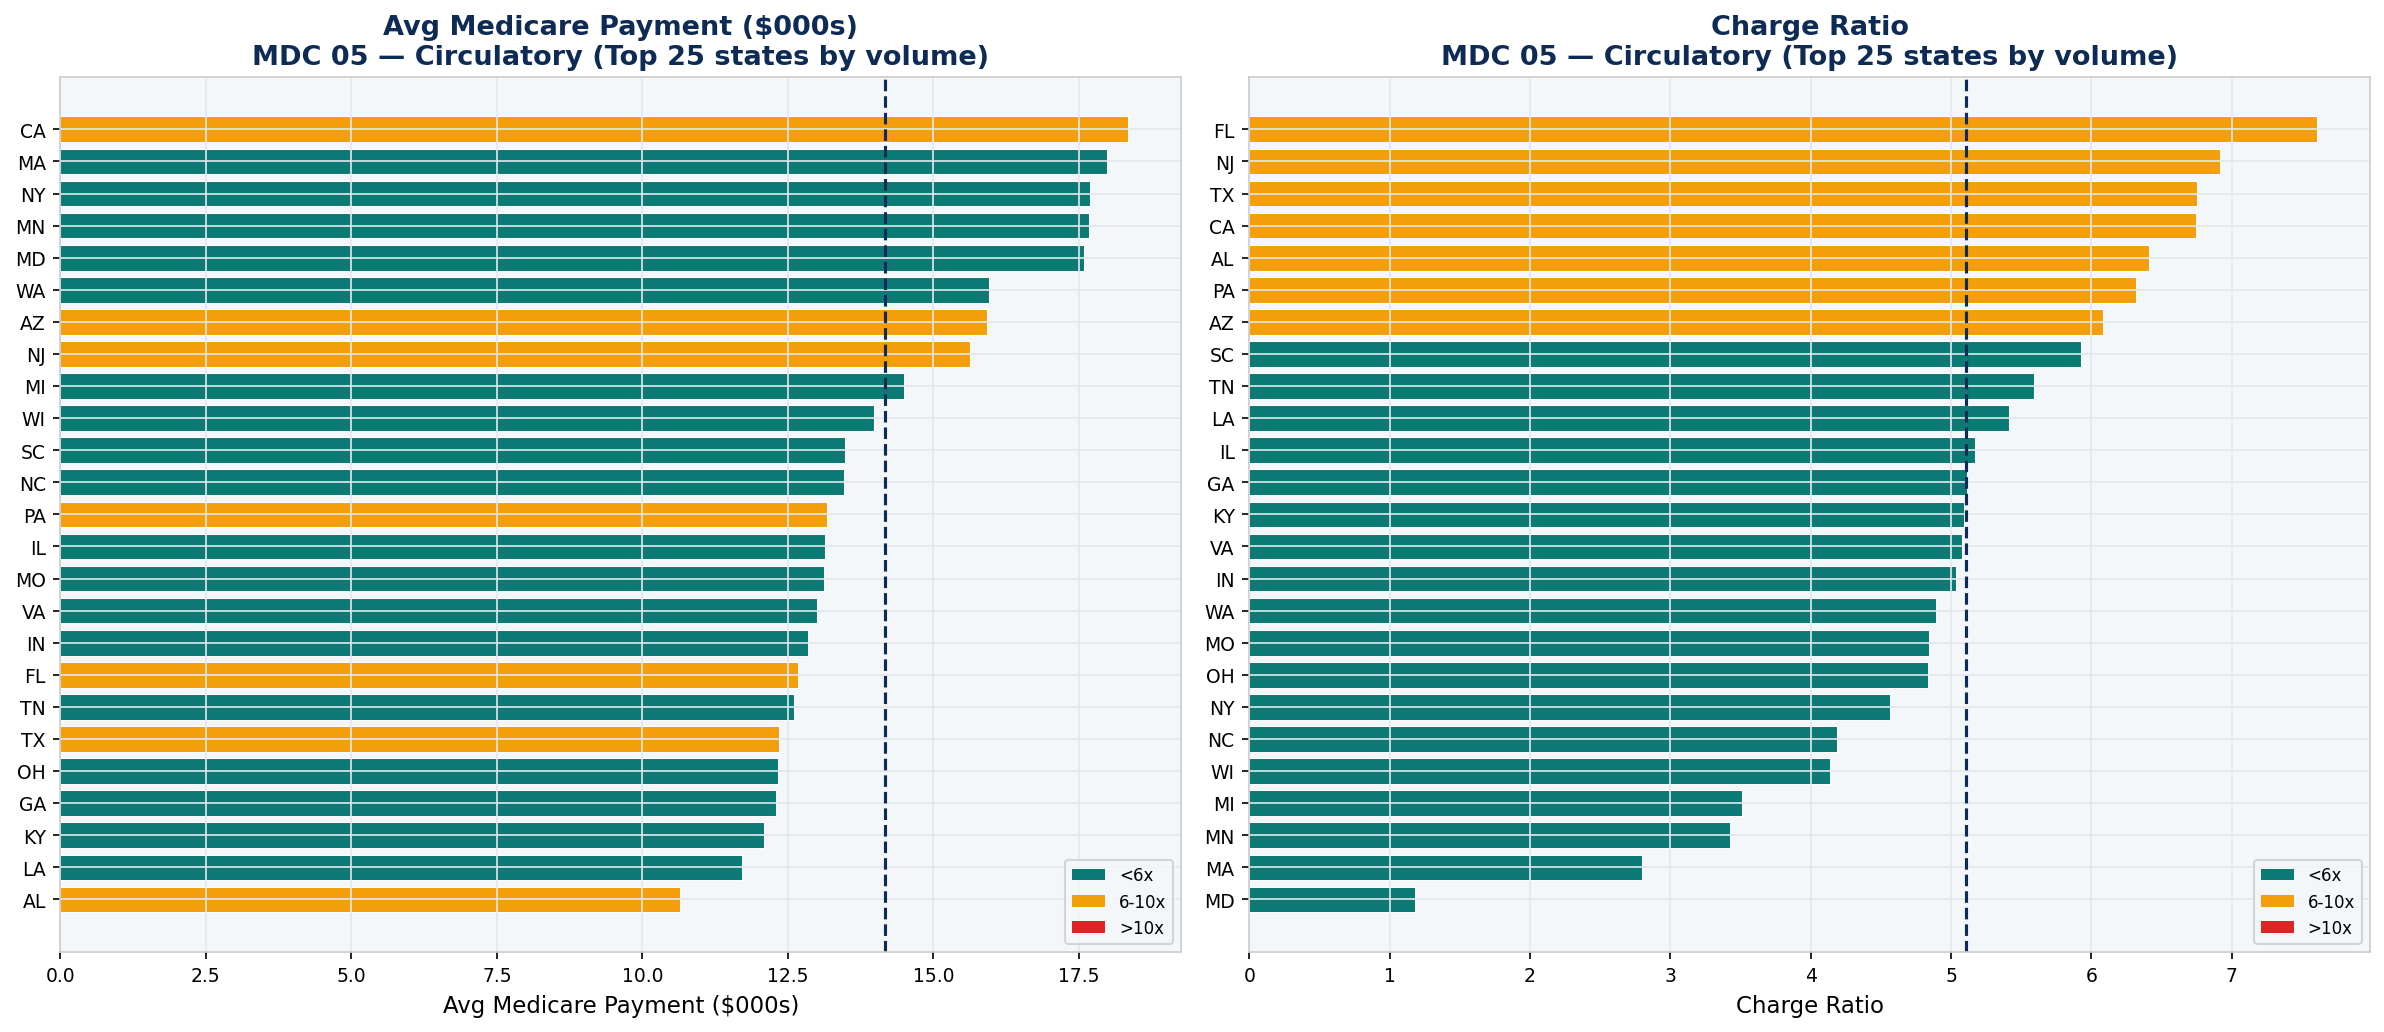 Avg Medicare Payment ($000s)
MDC 05 — Circulatory (Top 25 states by volume)
CA
MA
NY
MN
MD
WA
AZ
NJ
MI
WI
SC
NC
PA
IL
MO
VA
IN
FL
TN
TX
OH
GA
KY
LA
AL
<6x
6-10x
>10x
0.0 2.5 5.0 7.5 10.0 12.5 15.0 17.5
Avg Medicare Payment ($000s)
Charge Ratio
MDC 05 — Circulatory (Top 25 states by volume)
FL
NJ
TX
CA
AL
PA
AZ
SC
TN
LA
IL
GA
KY
VA
IN
WA
MO
OH
NY
NC
WI
MI
MN
MA
MD
<6x
6-10x
>10x
0 1 2 3 4 5 6 7
Charge Ratio